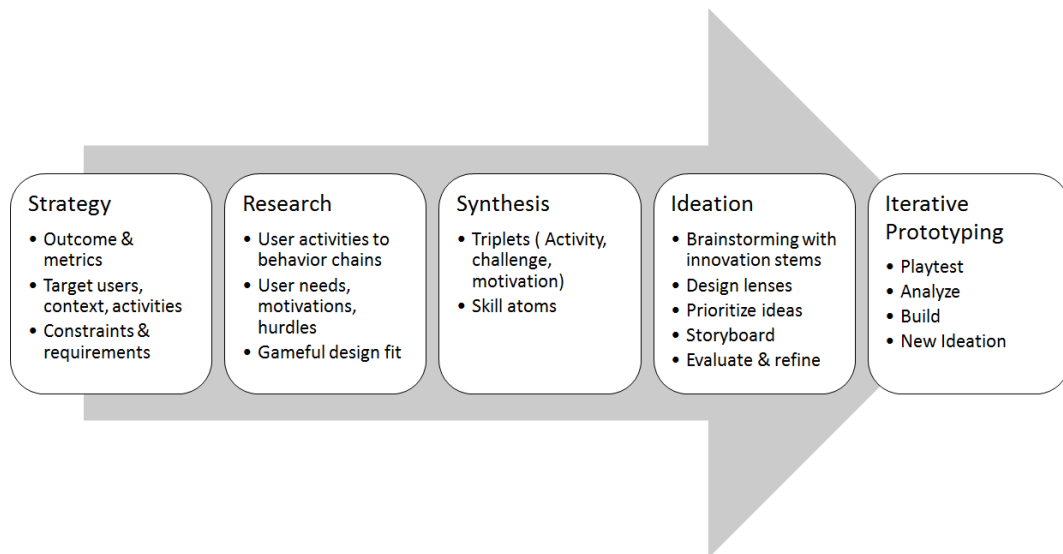 Strategy
• Outcome &
metrics
• Target users,
context, activities
• Constraints &
requirements
Research
• User activities to
behavior chains
• User needs,
motivations,
hurdles
• Gameful design fit
Synthesis
• Triplets ( Activity,
challenge,
motivation)
• Skill atoms
Ideation
• Brainstorming with
innovation stems
• Design lenses
• Prioritize ideas
• Storyboard
• Evaluate & refine
Iterative
Prototyping
• Playtest
• Analyze
• Build
• New Ideation